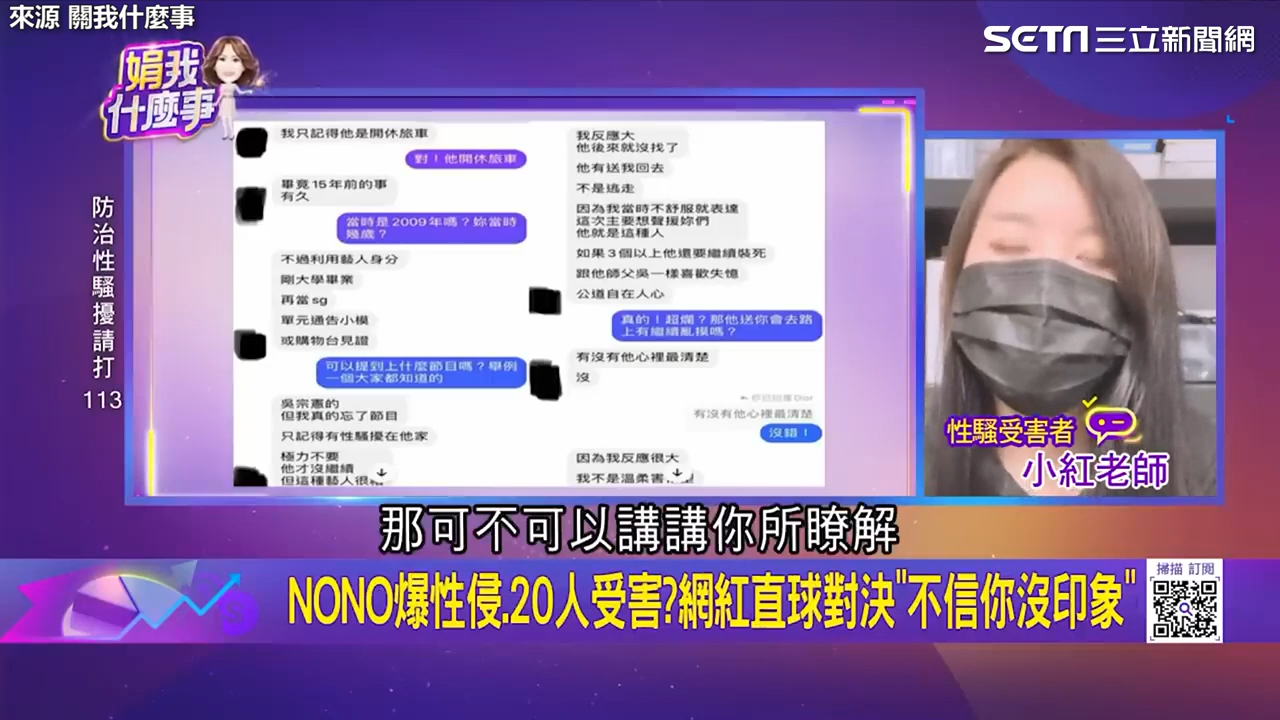 來源 關我什麼事
SETN三立新聞網
娟我
什麼事
防治性騷擾請打
113
我只記得他是開休旅車
對！他開休旅車
畢竟15年前的事
有久
當時是2009年嗎？妳當時
幾歲？
不過利用藝人身分
剛大學畢業
再當sg
單元通告小模
或購物台見證
可以提到上什麼節目嗎？舉例
一個大家都知道的
吳宗憲的
但我真的忘了節目
只記得有性騷擾在他家
極力不要
他才沒繼續
但這種藝人很
我反應大
他後來就沒找了
他有送我回去
不是逃走
因為我當時不舒服就表達
這次主要想聲援妳們
他就是這種人
如果3個以上他還要繼續裝死
跟他師父吳一樣喜歡失憶
公道自在人心
真的！超爛？那他送你會去路
上有繼續亂摸嗎？
有沒有他心裡最清楚
沒
有沒有他心裡最清楚
沒錯！
因為我反應很大
我不是溫柔害
性騷受害者
小紅老師
那可不可以講講你所瞭解
NONO爆性侵.20人受害?網紅直球對決"不信你沒印象"
掃描 訂閱